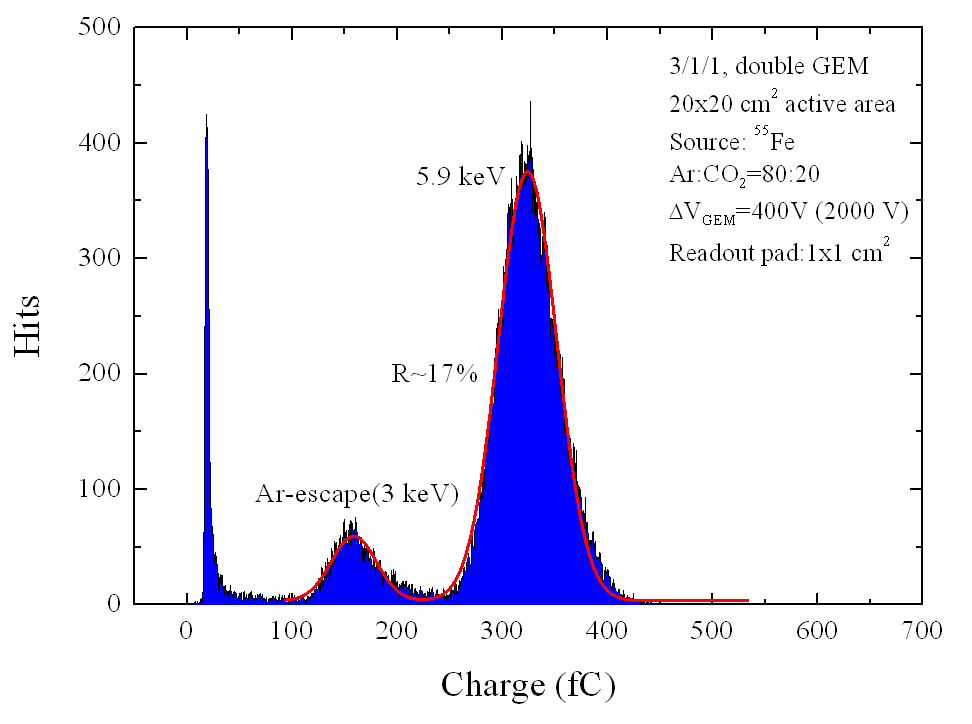 500
400
300
200
100
0
Hits
3/1/1, double GEM
20x20 cm² active area
Source: ⁵⁵Fe
Ar:CO₂=80:20
ΔV_GEM=400V (2000 V)
Readout pad:1x1 cm²
5.9 keV
R~17%
Ar-escape(3 keV)
0 100 200 300 400 500 600 700
Charge (fC)